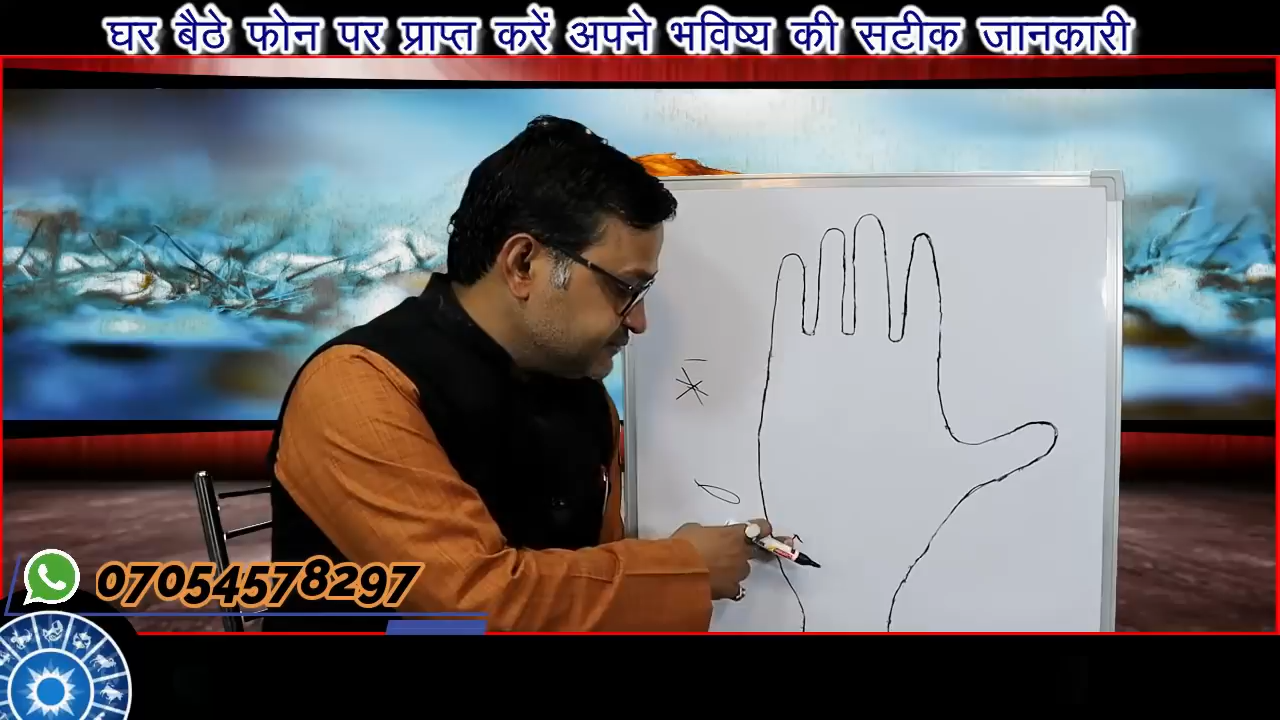 घर बैठे फोन पर प्राप्त करें अपने भविष्य की सटीक जानकारी
07054578297